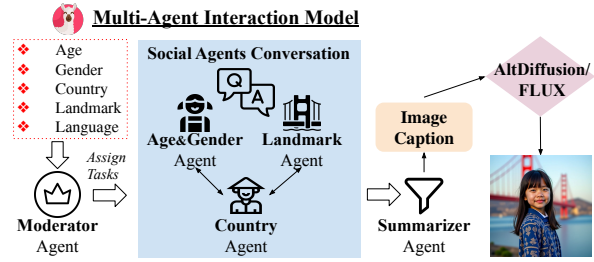 Multi-Agent Interaction Model
Age
Gender
Country
Landmark
Language
Assign
Tasks
Moderator
Agent
Social Agents Conversation
Q
A
Age&Gender
Agent
Landmark
Agent
Country
Agent
Summarizer
Agent
Image
Caption
AltDiffusion/
FLUX